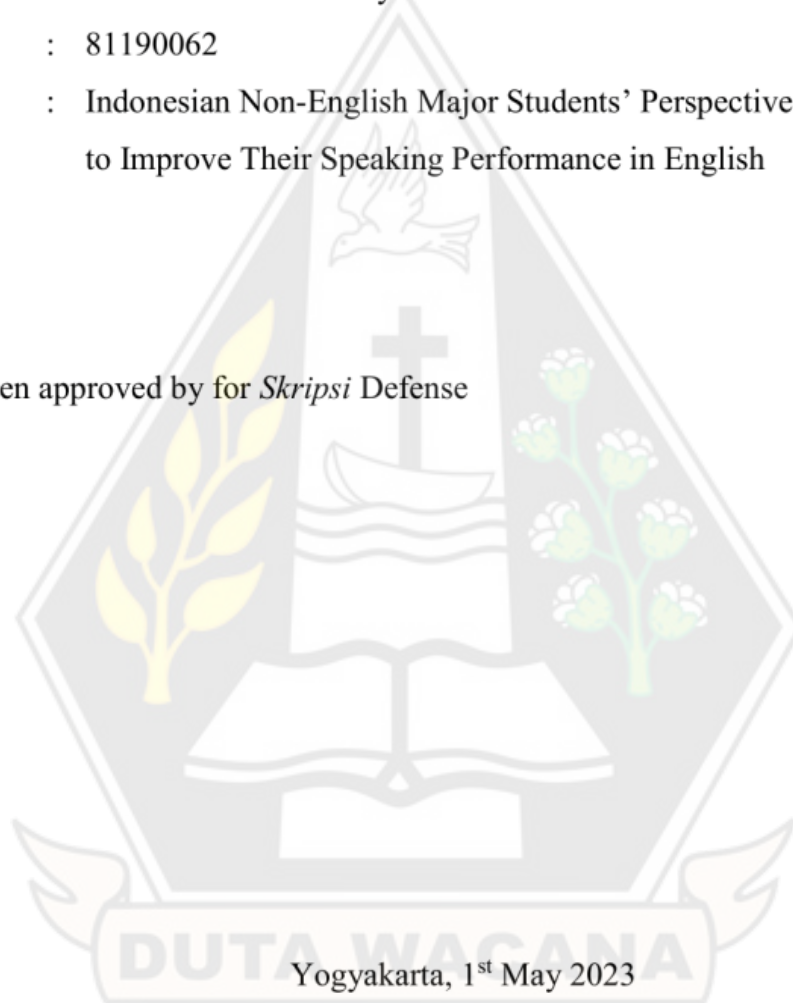 : 81190062
: Indonesian Non-English Major Students’ Perspective
to Improve Their Speaking Performance in English
en approved by for Skripsi Defense
DUTA WACANA
Yogyakarta, 1st May 2023